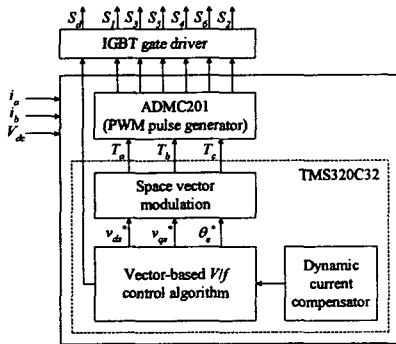 S_d S_1 S_3 S_5 S_4 S_6 S_2
IGBT gate driver
i_a
i_b
V_dc
ADMC201
(PWM pulse generator)
T_a T_b T_c
TMS320C32
Space vector
modulation
v_ds* v_qs* θ_e*
Vector-based V/f
control algorithm
Dynamic
current
compensator